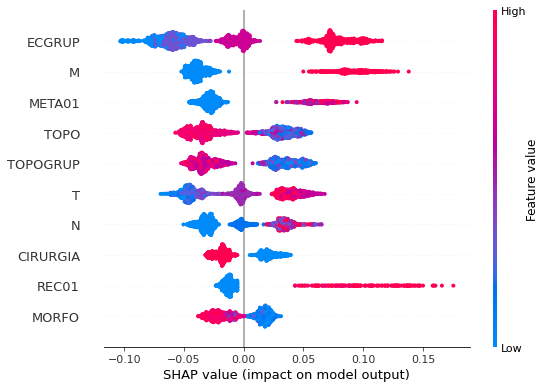 High
ECGRUP
M
META01
TOPO
TOPOGRUP
T
N
CIRURGIA
REC01
MORFO
Feature value
Low
−0.10 −0.05 0.00 0.05 0.10 0.15
SHAP value (impact on model output)